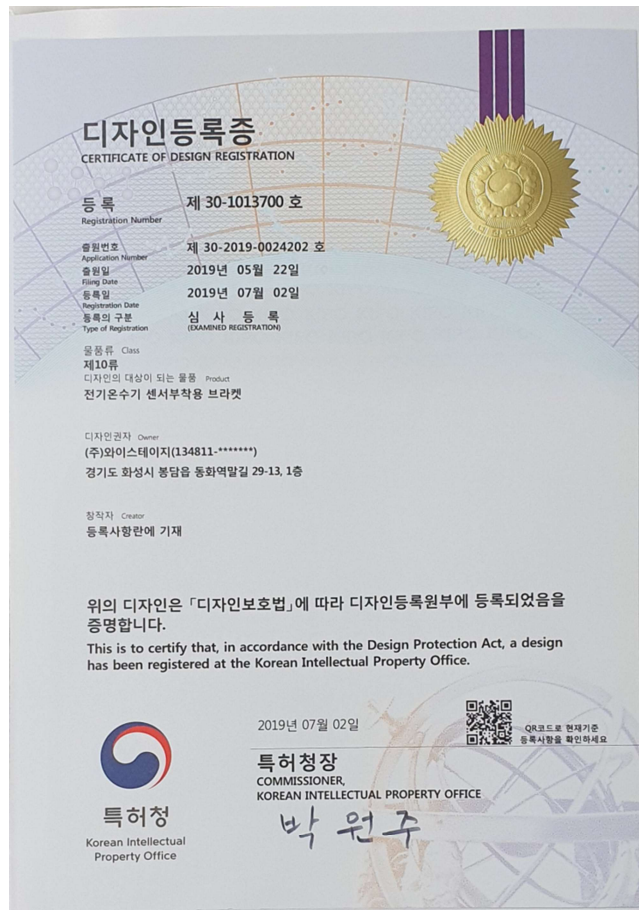 디자인등록증
CERTIFICATE OF DESIGN REGISTRATION
등록 제 30-1013700 호
Registration Number
출원번호 제 30-2019-0024202 호
Application Number
출원일 2019년 05월 22일
Filing Date
등록일 2019년 07월 02일
Registration Date
등록의 구분 심 사 등 록
Type of Registration (EXAMINED REGISTRATION)
물품류 Class
제10류
디자인의 대상이 되는 물품 Product
전기온수기 센서부착용 브라켓
디자인권자 Owner
(주)와이스테이지(134811-*******)
경기도 화성시 봉담읍 동화역말길 29-13, 1층
창작자 Creator
등록사항란에 기재
위의 디자인은 「디자인보호법」에 따라 디자인등록원부에 등록되었음을
증명합니다.
This is to certify that, in accordance with the Design Protection Act, a design
has been registered at the Korean Intellectual Property Office.
2019년 07월 02일
QR코드로 현재기준
등록사항을 확인하세요
특허청장
COMMISSIONER,
KOREAN INTELLECTUAL PROPERTY OFFICE
박원주
특허청
Korean Intellectual
Property Office